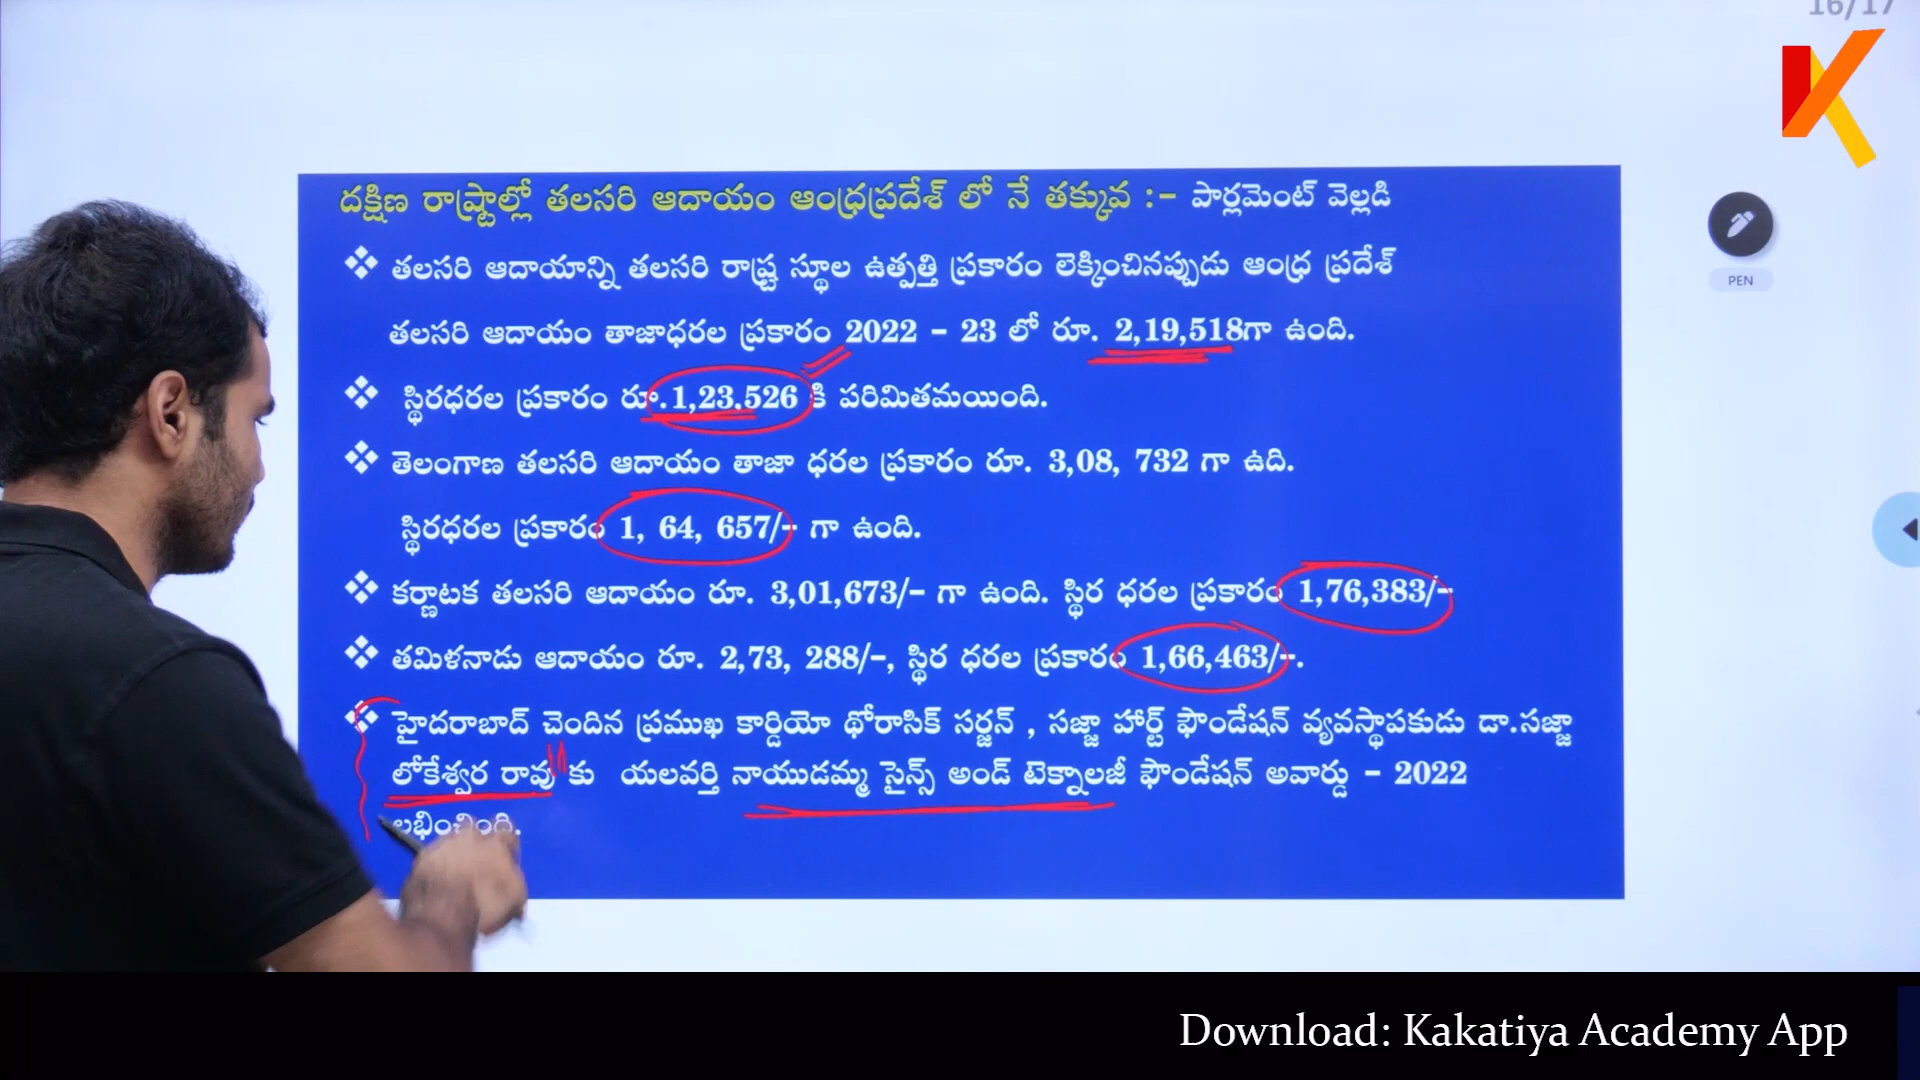 16/17
దక్షిణ రాష్ట్రాల్లో తలసరి ఆదాయం ఆంధ్రప్రదేశ్ లో నే తక్కువ :- పార్లమెంట్ వెల్లడి
❖ తలసరి ఆదాయాన్ని తలసరి రాష్ట్ర స్థూల ఉత్పత్తి ప్రకారం లెక్కించినప్పుడు ఆంధ్ర ప్రదేశ్
తలసరి ఆదాయం తాజాధరల ప్రకారం 2022 - 23 లో రూ. 2,19,518గా ఉంది.
❖ స్థిరధరల ప్రకారం రూ.1,23,526 కి పరిమితమయింది.
❖ తెలంగాణ తలసరి ఆదాయం తాజా ధరల ప్రకారం రూ. 3,08, 732 గా ఉది.
స్థిరధరల ప్రకారం 1, 64, 657/- గా ఉంది.
❖ కర్ణాటక తలసరి ఆదాయం రూ. 3,01,673/- గా ఉంది. స్థిర ధరల ప్రకారం 1,76,383/-
❖ తమిళనాడు ఆదాయం రూ. 2,73, 288/-, స్థిర ధరల ప్రకారం 1,66,463/-.
❖ హైదరాబాద్ చెందిన ప్రముఖ కార్డియో థోరాసిక్ సర్జన్ , సజ్జా హార్ట్ ఫౌండేషన్ వ్యవస్థాపకుడు డా.సజ్జా
లోకేశ్వర రావు కు యలవర్తి నాయుడమ్మ సైన్స్ అండ్ టెక్నాలజీ ఫౌండేషన్ అవార్డు - 2022
లభించింది.
PEN
Download: Kakatiya Academy App